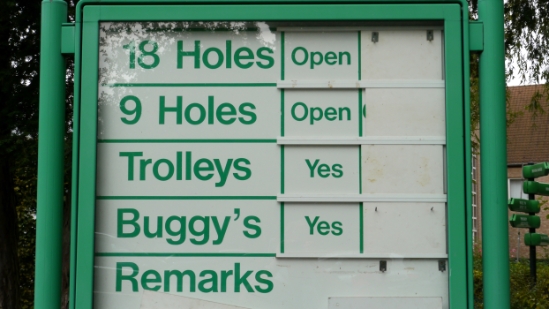 18 Holes Open
9 Holes Open
Trolleys Yes
Buggy's Yes
Remarks